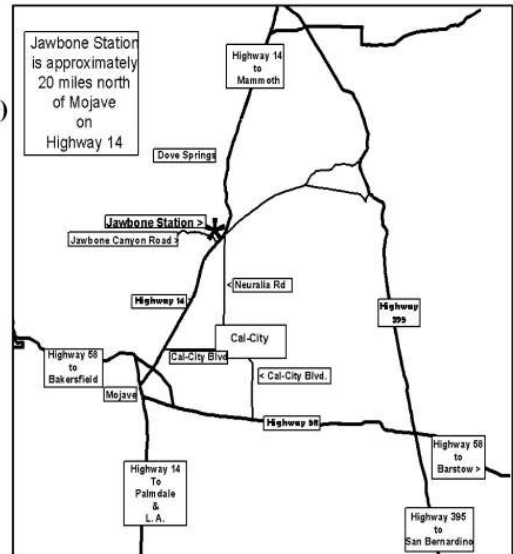 Jawbone Station
is approximately
20 miles north
of Mojave
on
Highway 14
)
Highway 14
to
Mammoth
Dove Springs
Jawbone Station >
Jawbone Canyon Road >
< Neuralia Rd
Highway 14
Highway
395
Cal-City
Cal-City Blvd
< Cal-City Blvd.
Highway 58
to
Bakersfield
Mojave
Highway 58
Highway 58
to
Barstow >
Highway 14
To
Palmdale
&
L. A.
Highway 395
to
San Bernardino